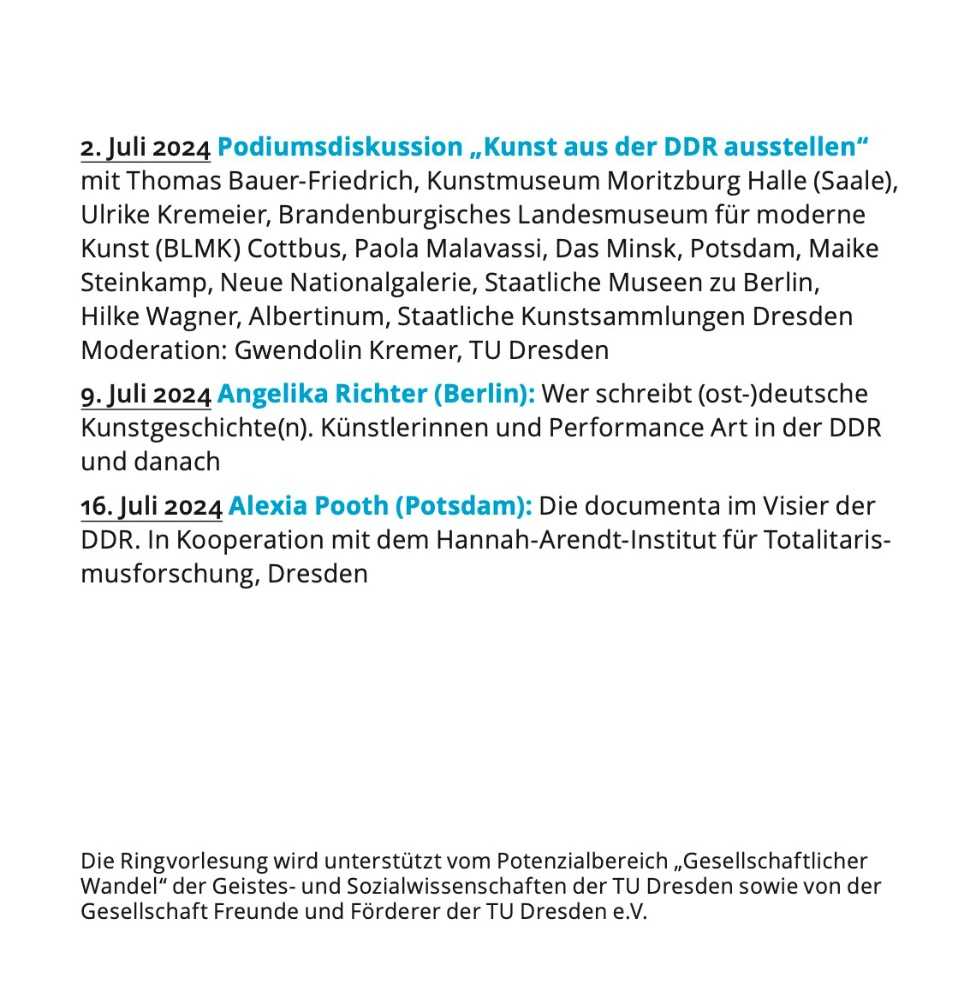 2. Juli 2024 Podiumsdiskussion „Kunst aus der DDR ausstellen“
mit Thomas Bauer-Friedrich, Kunstmuseum Moritzburg Halle (Saale),
Ulrike Kremeier, Brandenburgisches Landesmuseum für moderne
Kunst (BLMK) Cottbus, Paola Malavassi, Das Minsk, Potsdam, Maike
Steinkamp, Neue Nationalgalerie, Staatliche Museen zu Berlin,
Hilke Wagner, Albertinum, Staatliche Kunstsammlungen Dresden
Moderation: Gwendolin Kremer, TU Dresden
9. Juli 2024 Angelika Richter (Berlin): Wer schreibt (ost-)deutsche
Kunstgeschichte(n). Künstlerinnen und Performance Art in der DDR
und danach
16. Juli 2024 Alexia Pooth (Potsdam): Die documenta im Visier der
DDR. In Kooperation mit dem Hannah-Arendt-Institut für Totalitaris-
musforschung, Dresden
Die Ringvorlesung wird unterstützt vom Potenzialbereich „Gesellschaftlicher
Wandel“ der Geistes- und Sozialwissenschaften der TU Dresden sowie von der
Gesellschaft Freunde und Förderer der TU Dresden e.V.